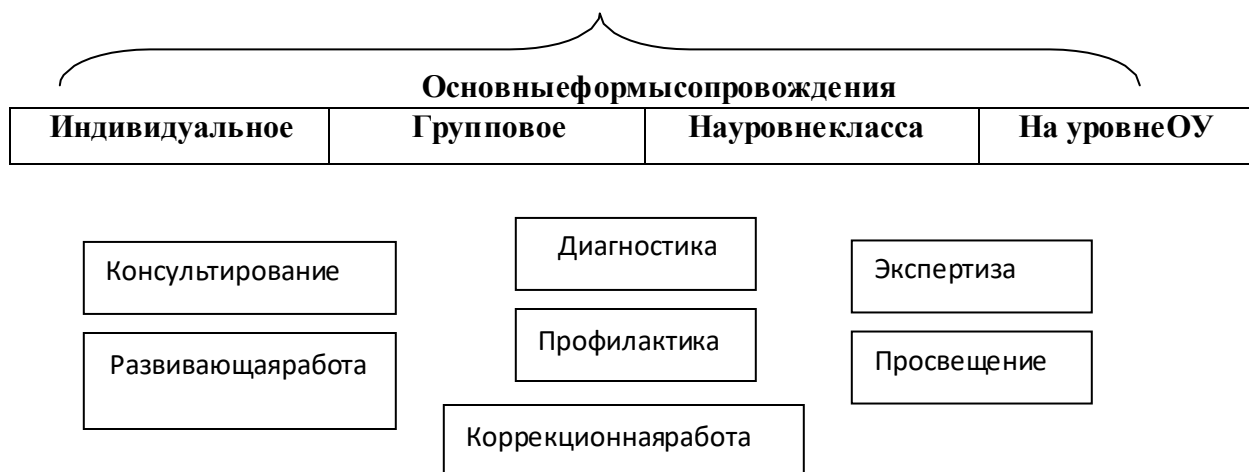 Основныеформысопровождения
Индивидуальное Групповое Науровнекласса На уровнеОУ
Диагностика
Консультирование Экспертиза
Профилактика
Развивающаяработа Просвещение
Коррекционнаяработа